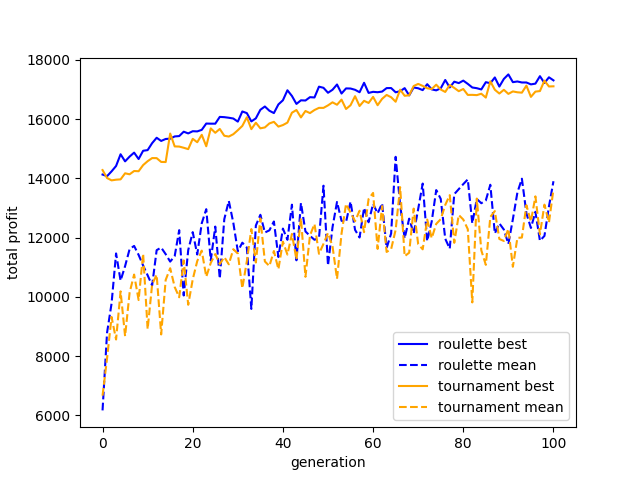 18000
16000
14000
12000
10000
8000
6000
total profit
0 20 40 60 80 100
generation
roulette best
roulette mean
tournament best
tournament mean